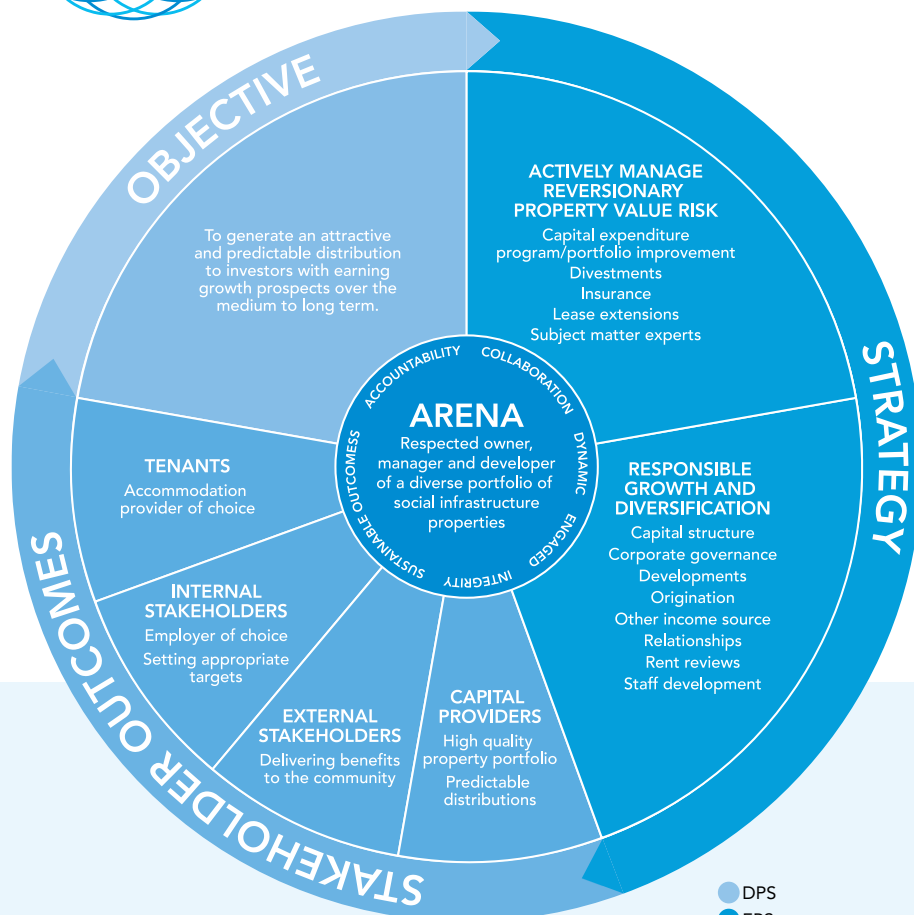 OBJECTIVE
To generate an attractive
and predictable distribution
to investors with earning
growth prospects over the
medium to long term.
STRATEGY
ACTIVELY MANAGE
REVERSIONARY
PROPERTY VALUE RISK
Capital expenditure
program/portfolio improvement
Divestments
Insurance
Lease extensions
Subject matter experts
RESPONSIBLE
GROWTH AND
DIVERSIFICATION
Capital structure
Corporate governance
Developments
Origination
Other income source
Relationships
Rent reviews
Staff development
STAKEHOLDER OUTCOMES
CAPITAL
PROVIDERS
High quality
property portfolio
Predictable
distributions
EXTERNAL
STAKEHOLDERS
Delivering benefits
to the community
INTERNAL
STAKEHOLDERS
Employer of choice
Setting appropriate
targets
TENANTS
Accommodation
provider of choice
ACCOUNTABILITY
COLLABORATION
DYNAMIC
ENGAGED
INTEGRITY
SUSTAINABLE OUTCOMESS
ARENA
Respected owner,
manager and developer
of a diverse portfolio of
social infrastructure
properties
DPS
EPS